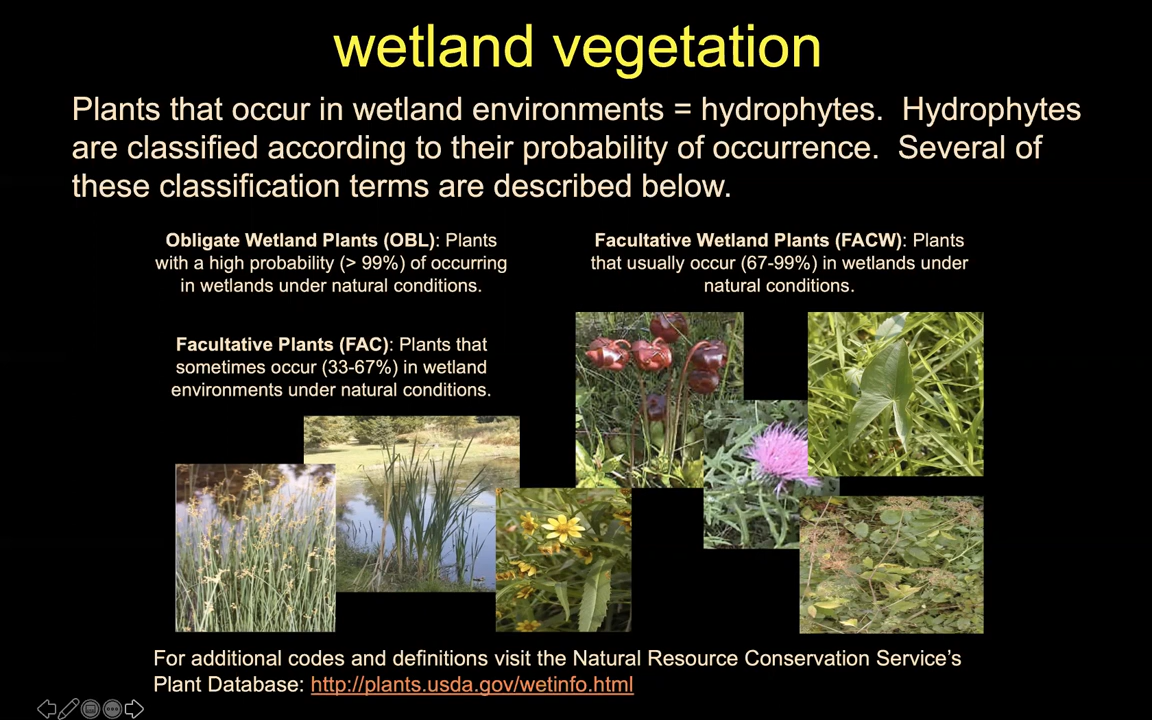 wetland vegetation
Plants that occur in wetland environments = hydrophytes.  Hydrophytes
are classified according to their probability of occurrence.  Several of
these classification terms are described below.
Obligate Wetland Plants (OBL): Plants
with a high probability (> 99%) of occurring
in wetlands under natural conditions.
Facultative Wetland Plants (FACW): Plants
that usually occur (67-99%) in wetlands under
natural conditions.
Facultative Plants (FAC): Plants that
sometimes occur (33-67%) in wetland
environments under natural conditions.
For additional codes and definitions visit the Natural Resource Conservation Service’s
Plant Database: http://plants.usda.gov/wetinfo.html